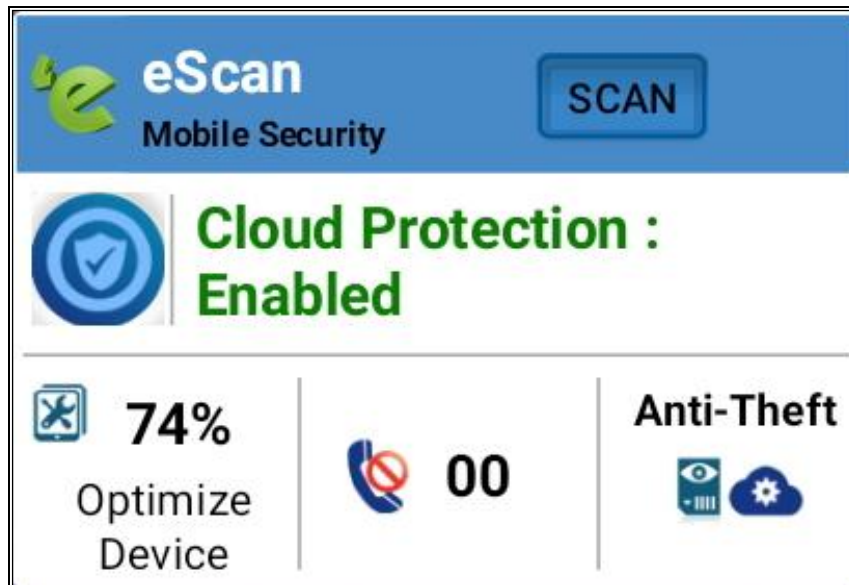 eScan
Mobile Security
SCAN
Cloud Protection :
Enabled
74%
Optimize
Device
00
Anti-Theft